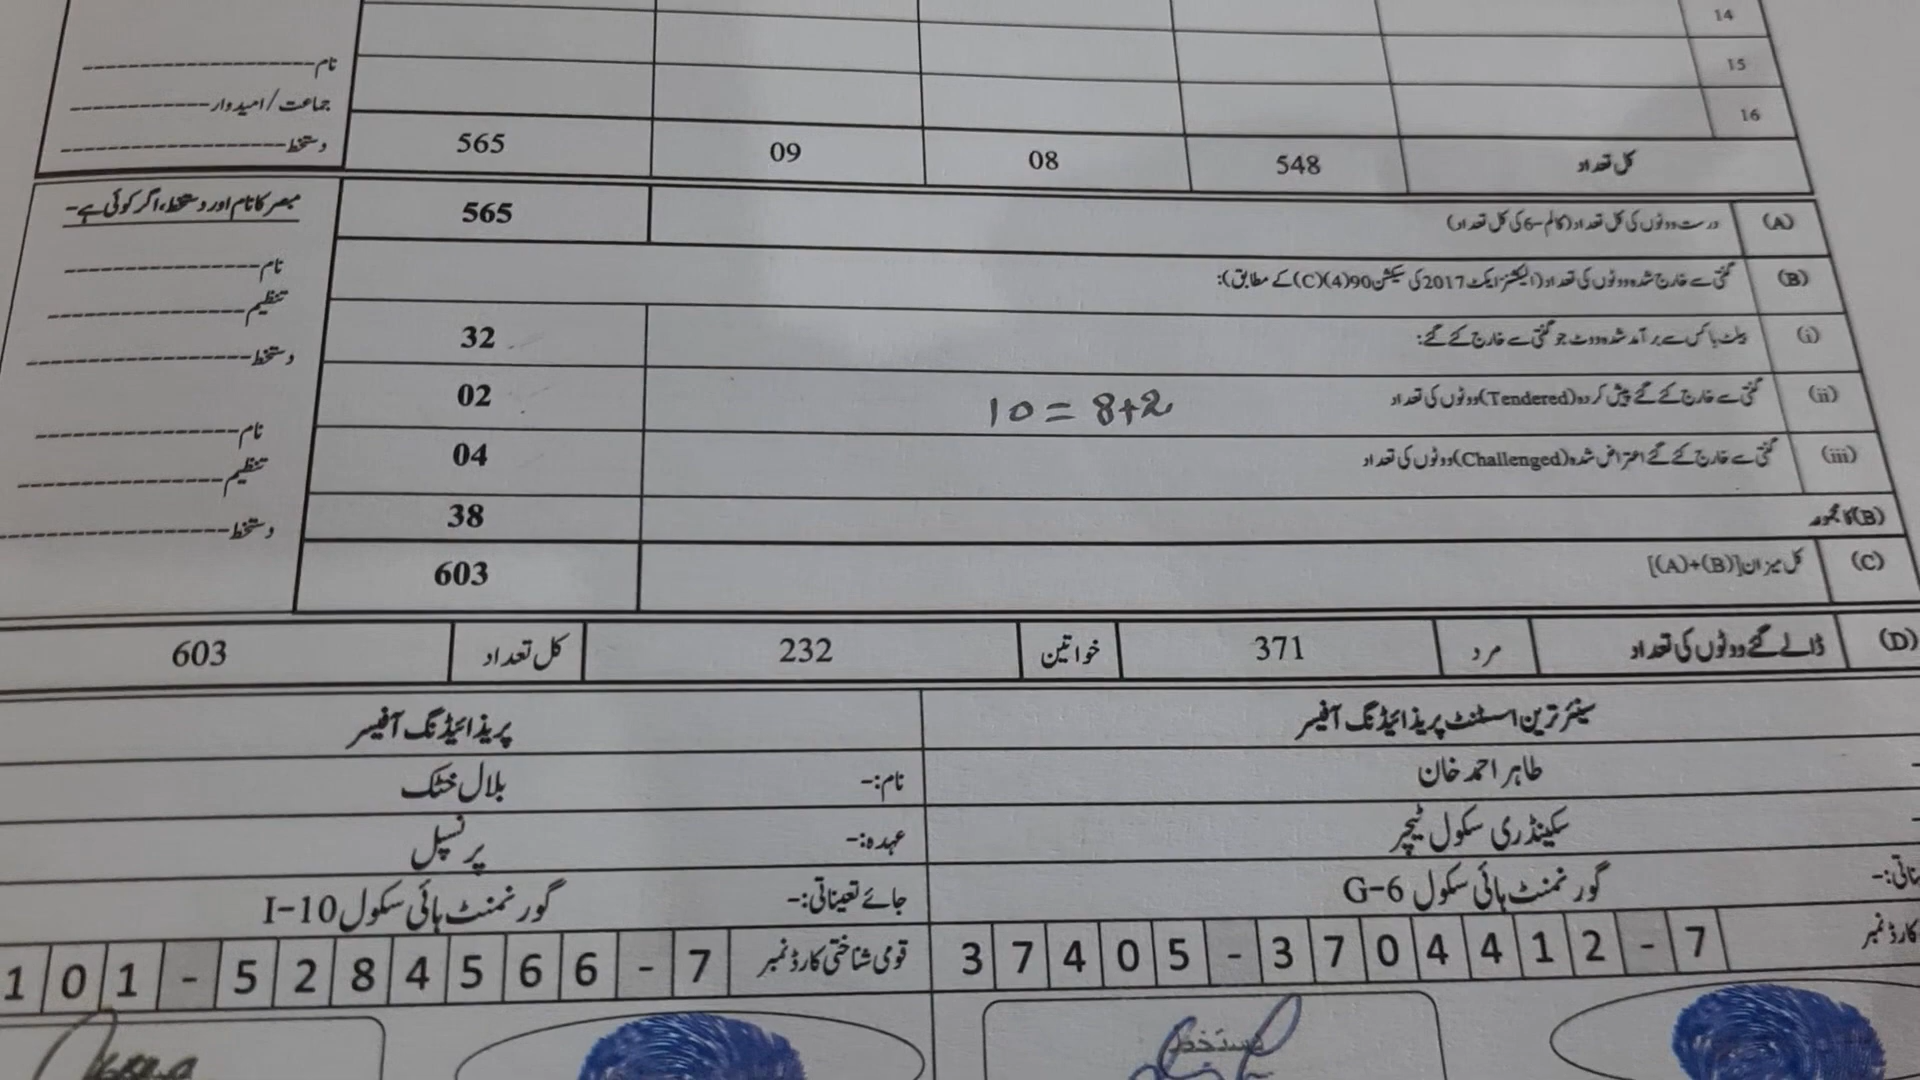 14
نام 15
جماعت/امیدوار 16
دستخط 565 09 08 548 کل تعداد
مبصر کا نام اور دستخط، اگر کوئی ہے-
(A) درست ووٹوں کی کل تعداد (کالم-6 کی کل تعداد) 565
نام
(B) گنتی سے خارج شدہ ووٹوں کی تعداد (الیکشنز ایکٹ 2017 کی سیکشن 90(4)(C) کے مطابق):
تنظیم
(i) بیلٹ باکس سے برآمد شدہ ووٹ جو گنتی سے خارج کئے گئے: 32
دستخط
(ii) گنتی سے خارج کئے گئے پیش کردہ (Tendered) ووٹوں کی تعداد 10 = 8+2 02
نام
(iii) گنتی سے خارج کئے گئے اعتراض شدہ (Challenged) ووٹوں کی تعداد 04
تنظیم
(B) کا مجموعہ 38
دستخط
(C) کل میزان [(A)+(B)] 603
(D) ڈالے گئے ووٹوں کی تعداد مرد 371 خواتین 232 کل تعداد 603
سینئر ترین اسسٹنٹ پریذائیڈنگ آفیسر پریذائیڈنگ آفیسر
طاہر احمد خان نام:- بلال خٹک
سکینڈری سکول ٹیچر عہدہ:- پرنسپل
گورنمنٹ ہائی سکول G-6 جائے تعیناتی:- گورنمنٹ ہائی سکول I-10
کارڈ نمبر 37405-3704412-7 قومی شناختی کارڈ نمبر 101-5284566-7
دستخط